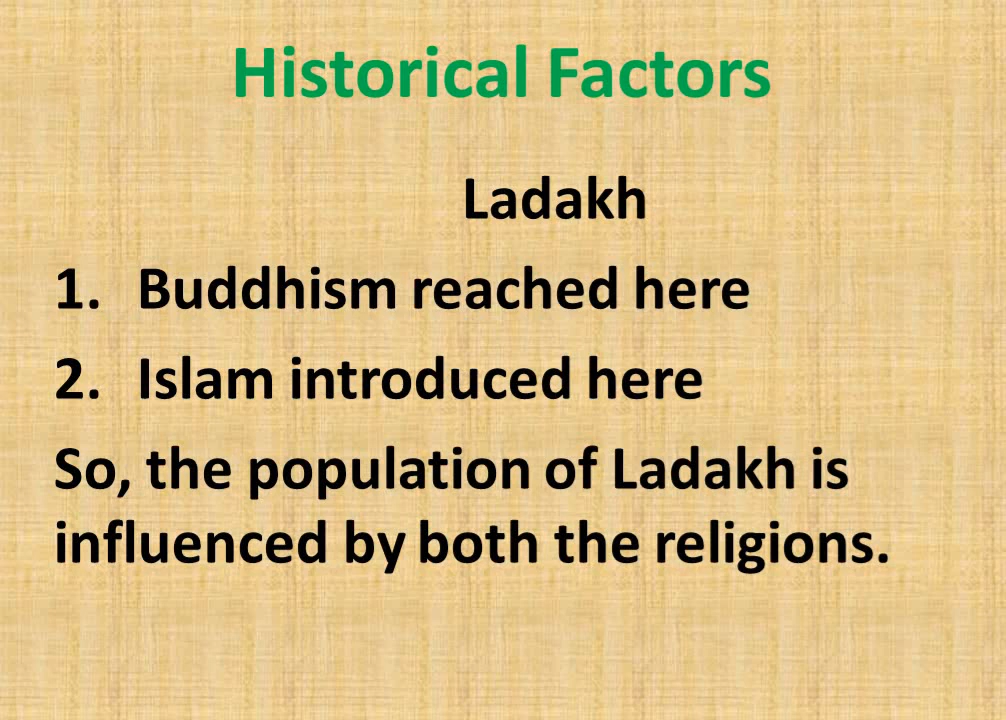 Historical Factors
Ladakh
1. Buddhism reached here
2. Islam introduced here
So, the population of Ladakh is
influenced by both the religions.